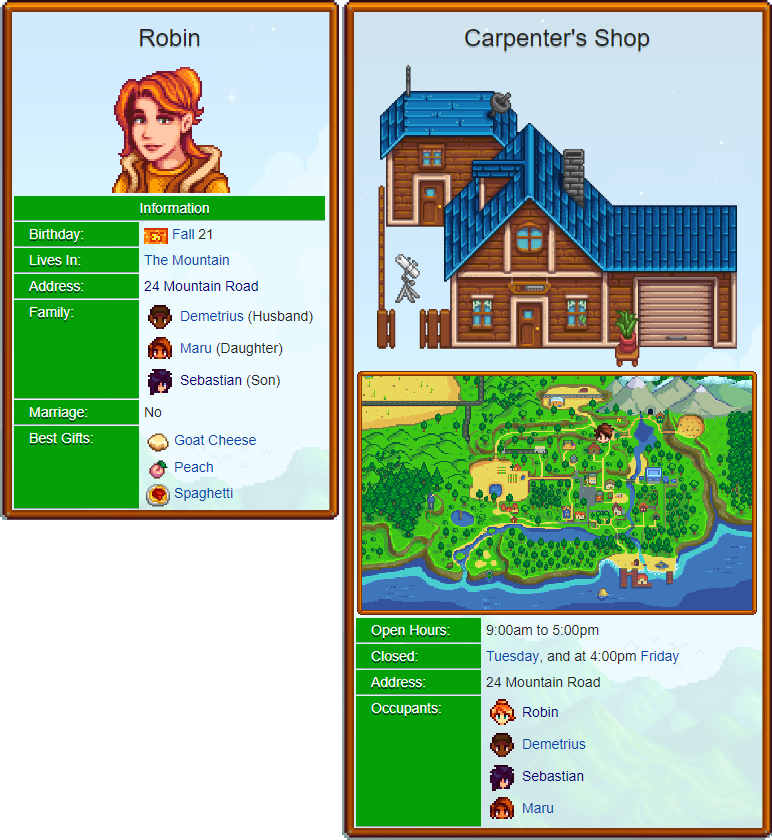 Robin
Information
Birthday: Fall 21
Lives In: The Mountain
Address: 24 Mountain Road
Family: Demetrius (Husband)
Maru (Daughter)
Sebastian (Son)
Marriage: No
Best Gifts: Goat Cheese
Peach
Spaghetti
Carpenter's Shop
Open Hours: 9:00am to 5:00pm
Closed: Tuesday, and at 4:00pm Friday
Address: 24 Mountain Road
Occupants: Robin
Demetrius
Sebastian
Maru